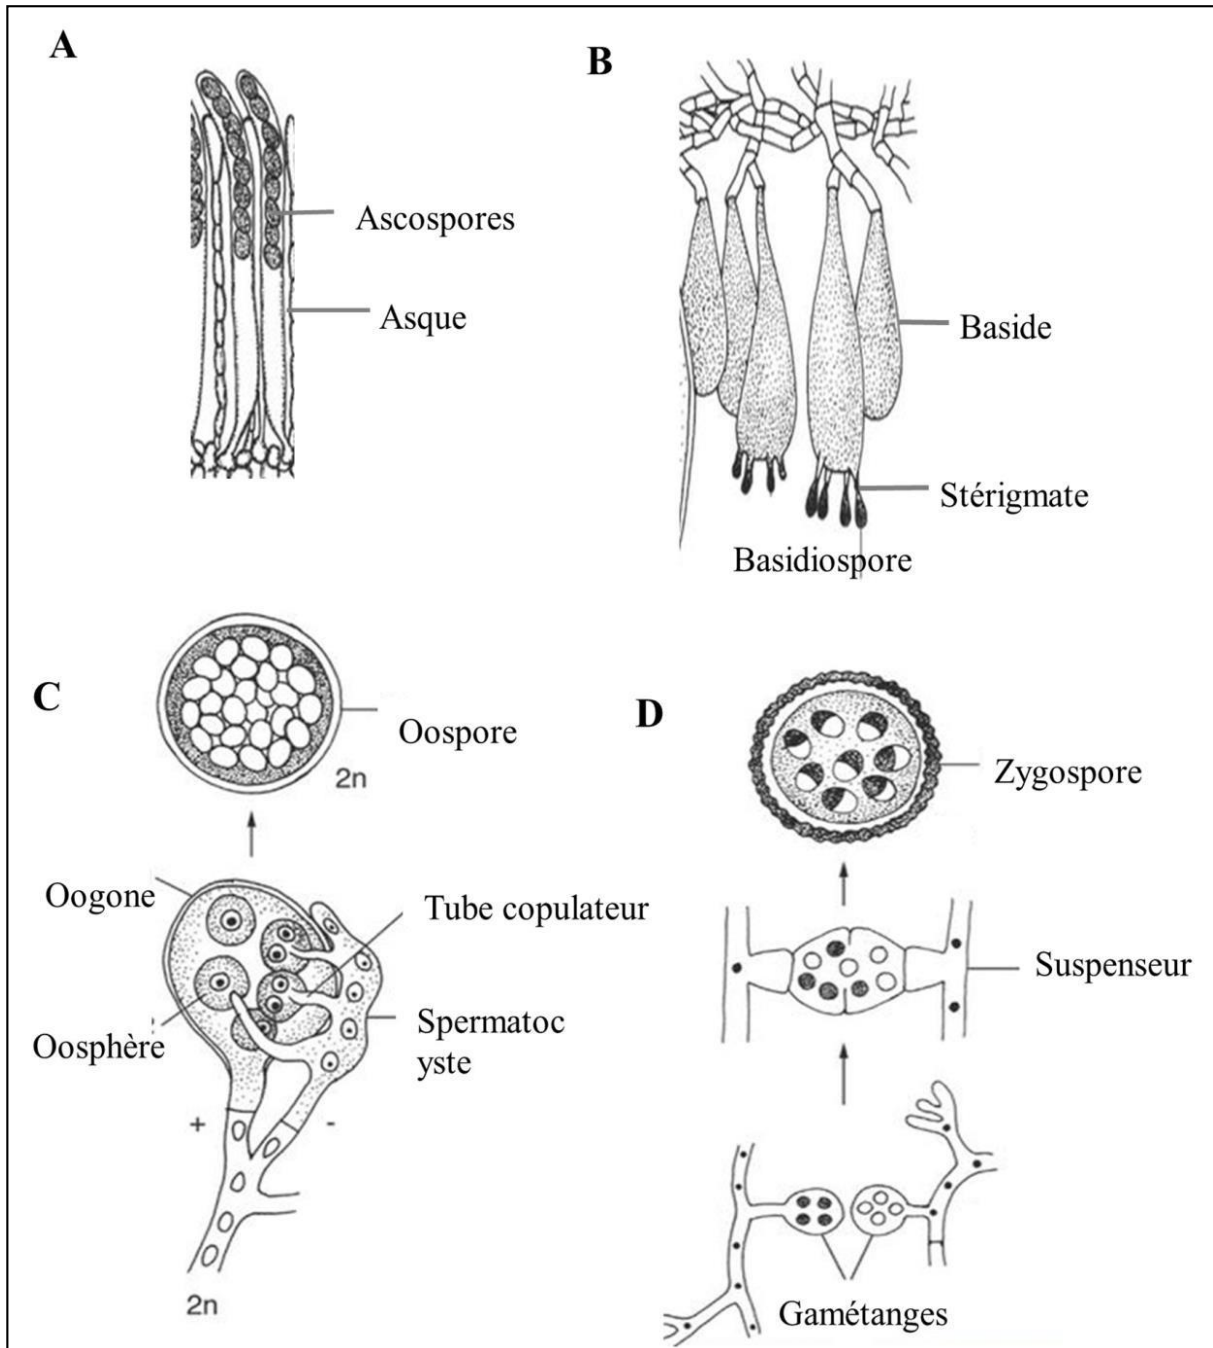 A
Ascospores
Asque
B
Baside
Stérigmate
Basidiospore
C
Oospore
2n
Oogone
Tube copulateur
Oosphère
Spermatoc
yste
+
-
2n
D
Zygospore
Suspenseur
Gamétanges